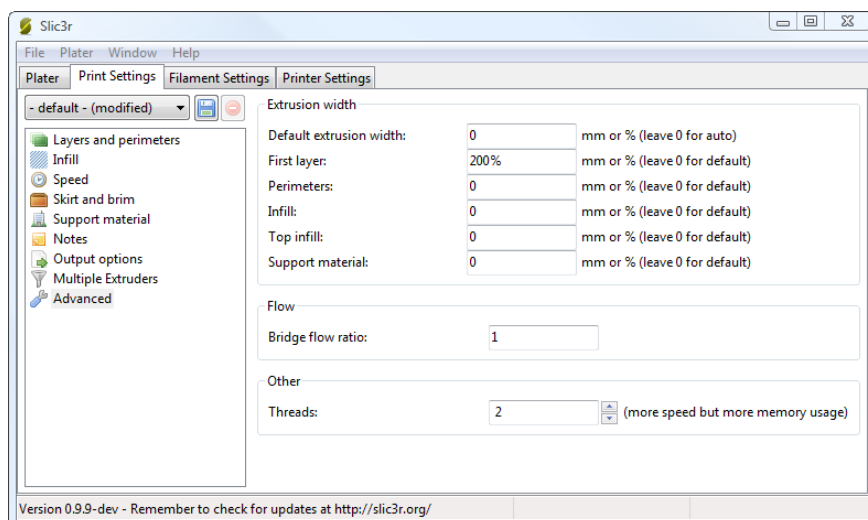 Slic3r
File Plater Window Help
Plater Print Settings Filament Settings Printer Settings
- default - (modified)
Layers and perimeters
Infill
Speed
Skirt and brim
Support material
Notes
Output options
Multiple Extruders
Advanced
Extrusion width
Default extrusion width: 0 mm or % (leave 0 for auto)
First layer: 200% mm or % (leave 0 for default)
Perimeters: 0 mm or % (leave 0 for default)
Infill: 0 mm or % (leave 0 for default)
Top infill: 0 mm or % (leave 0 for default)
Support material: 0 mm or % (leave 0 for default)
Flow
Bridge flow ratio: 1
Other
Threads: 2 (more speed but more memory usage)
Version 0.9.9-dev - Remember to check for updates at http://slic3r.org/